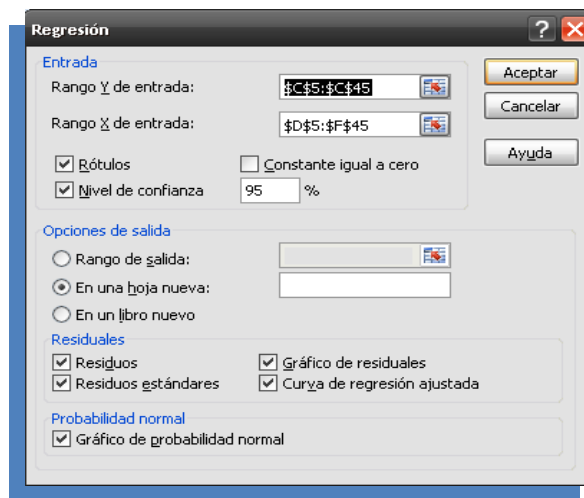 Regresión
Entrada
Rango Y de entrada: $C$5:$C$45
Rango X de entrada: $D$5:$F$45
Rótulos Constante igual a cero
Nivel de confianza 95 %
Aceptar
Cancelar
Ayuda
Opciones de salida
Rango de salida:
En una hoja nueva:
En un libro nuevo
Residuales
Residuos Gráfico de residuales
Residuos estándares Curva de regresión ajustada
Probabilidad normal
Gráfico de probabilidad normal